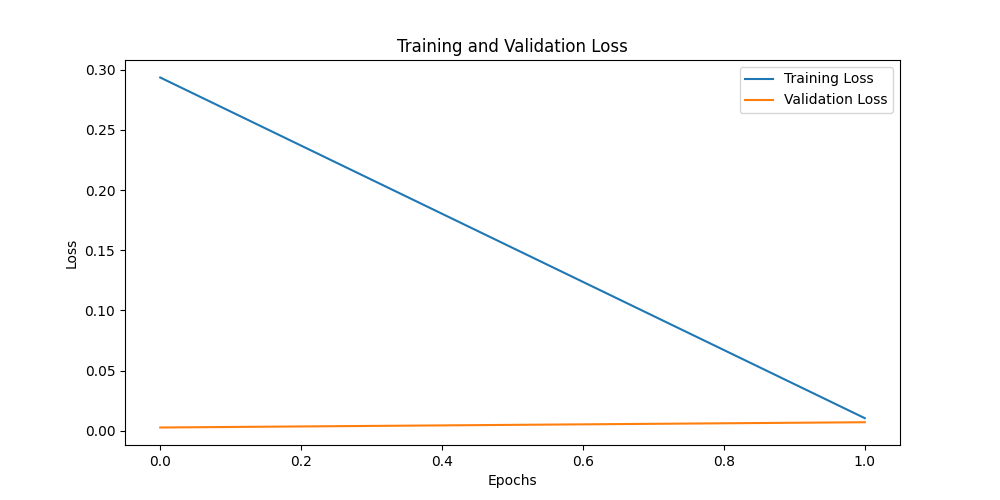 Training and Validation Loss
Training Loss
Validation Loss
0.30
0.25
0.20
0.15
0.10
0.05
0.00
Loss
0.0 0.2 0.4 0.6 0.8 1.0
Epochs